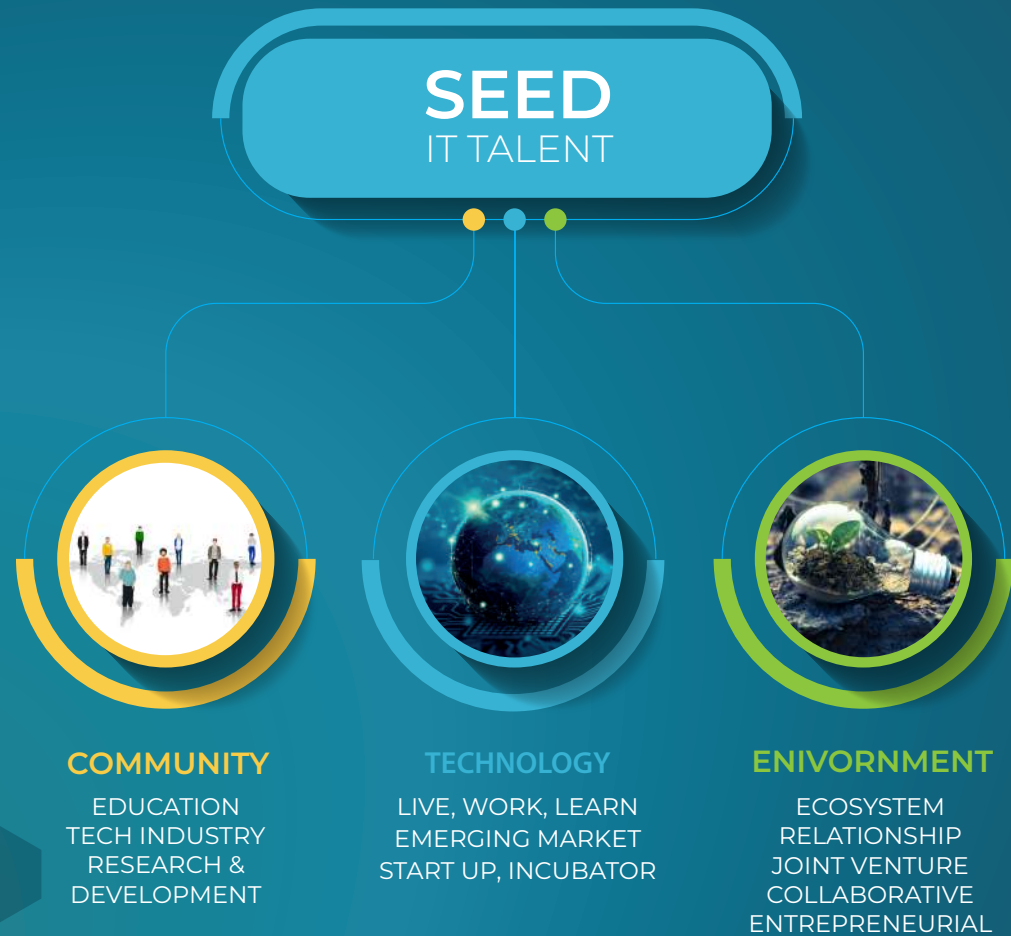 SEED
IT TALENT
COMMUNITY
EDUCATION
TECH INDUSTRY
RESEARCH &
DEVELOPMENT
TECHNOLOGY
LIVE, WORK, LEARN
EMERGING MARKET
START UP, INCUBATOR
ENIVORNMENT
ECOSYSTEM
RELATIONSHIP
JOINT VENTURE
COLLABORATIVE
ENTREPRENEURIAL